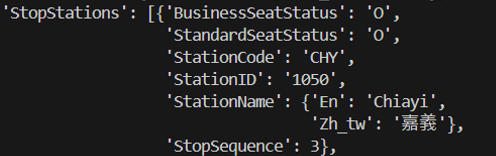 'StopStations': [{'BusinessSeatStatus': 'O',
'StandardSeatStatus': 'O',
'StationCode': 'CHY',
'StationID': '1050',
'StationName': {'En': 'Chiayi',
'Zh_tw': '嘉義'},
'StopSequence': 3},